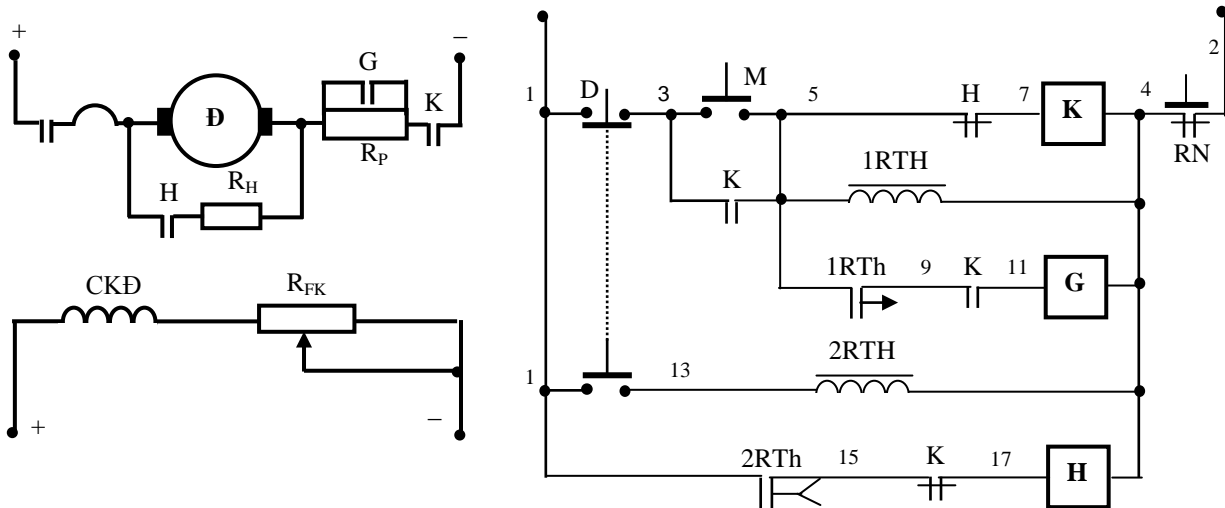 +
–
G
K
Đ
R_P
R_H
H
CKĐ
R_FK
+
–
1
D
3
M
5
H
7
K
4
2
RN
K
1RTH
1RTh
9
K
11
G
1
13
2RTH
2RTh
15
K
17
H